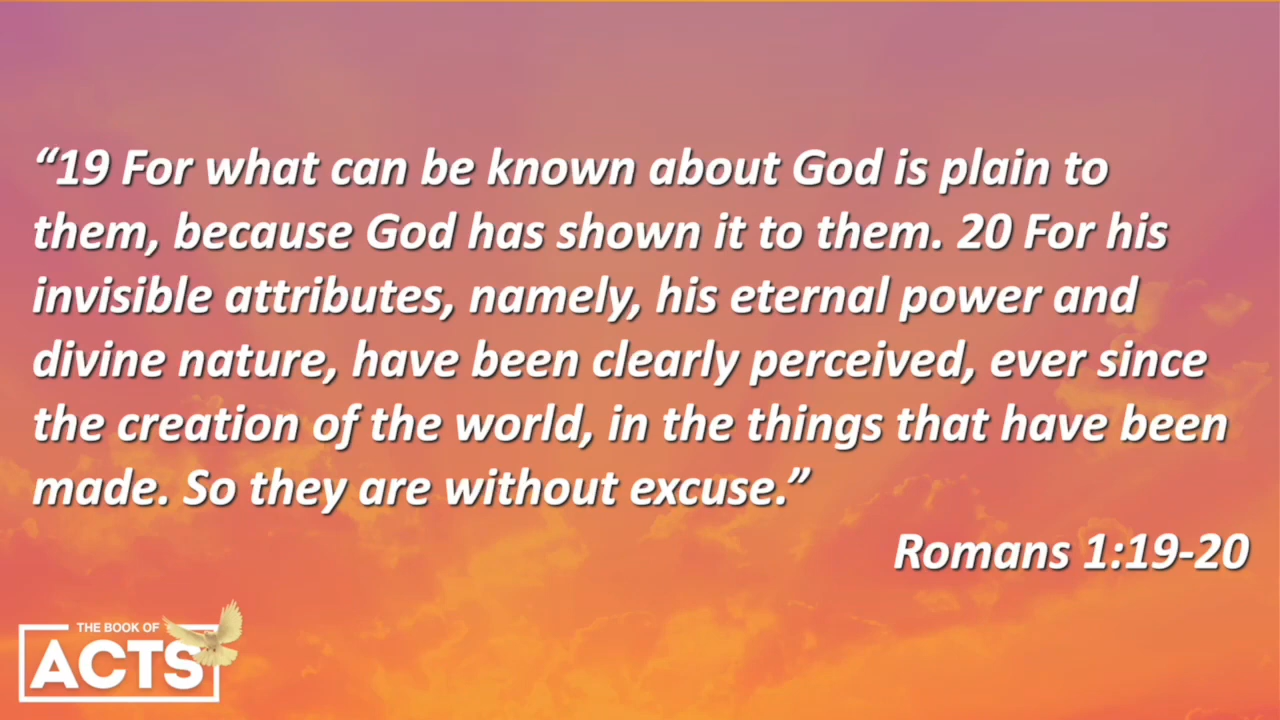 “19 For what can be known about God is plain to
them, because God has shown it to them. 20 For his
invisible attributes, namely, his eternal power and
divine nature, have been clearly perceived, ever since
the creation of the world, in the things that have been
made. So they are without excuse.”
Romans 1:19-20
THE BOOK OF
ACTS